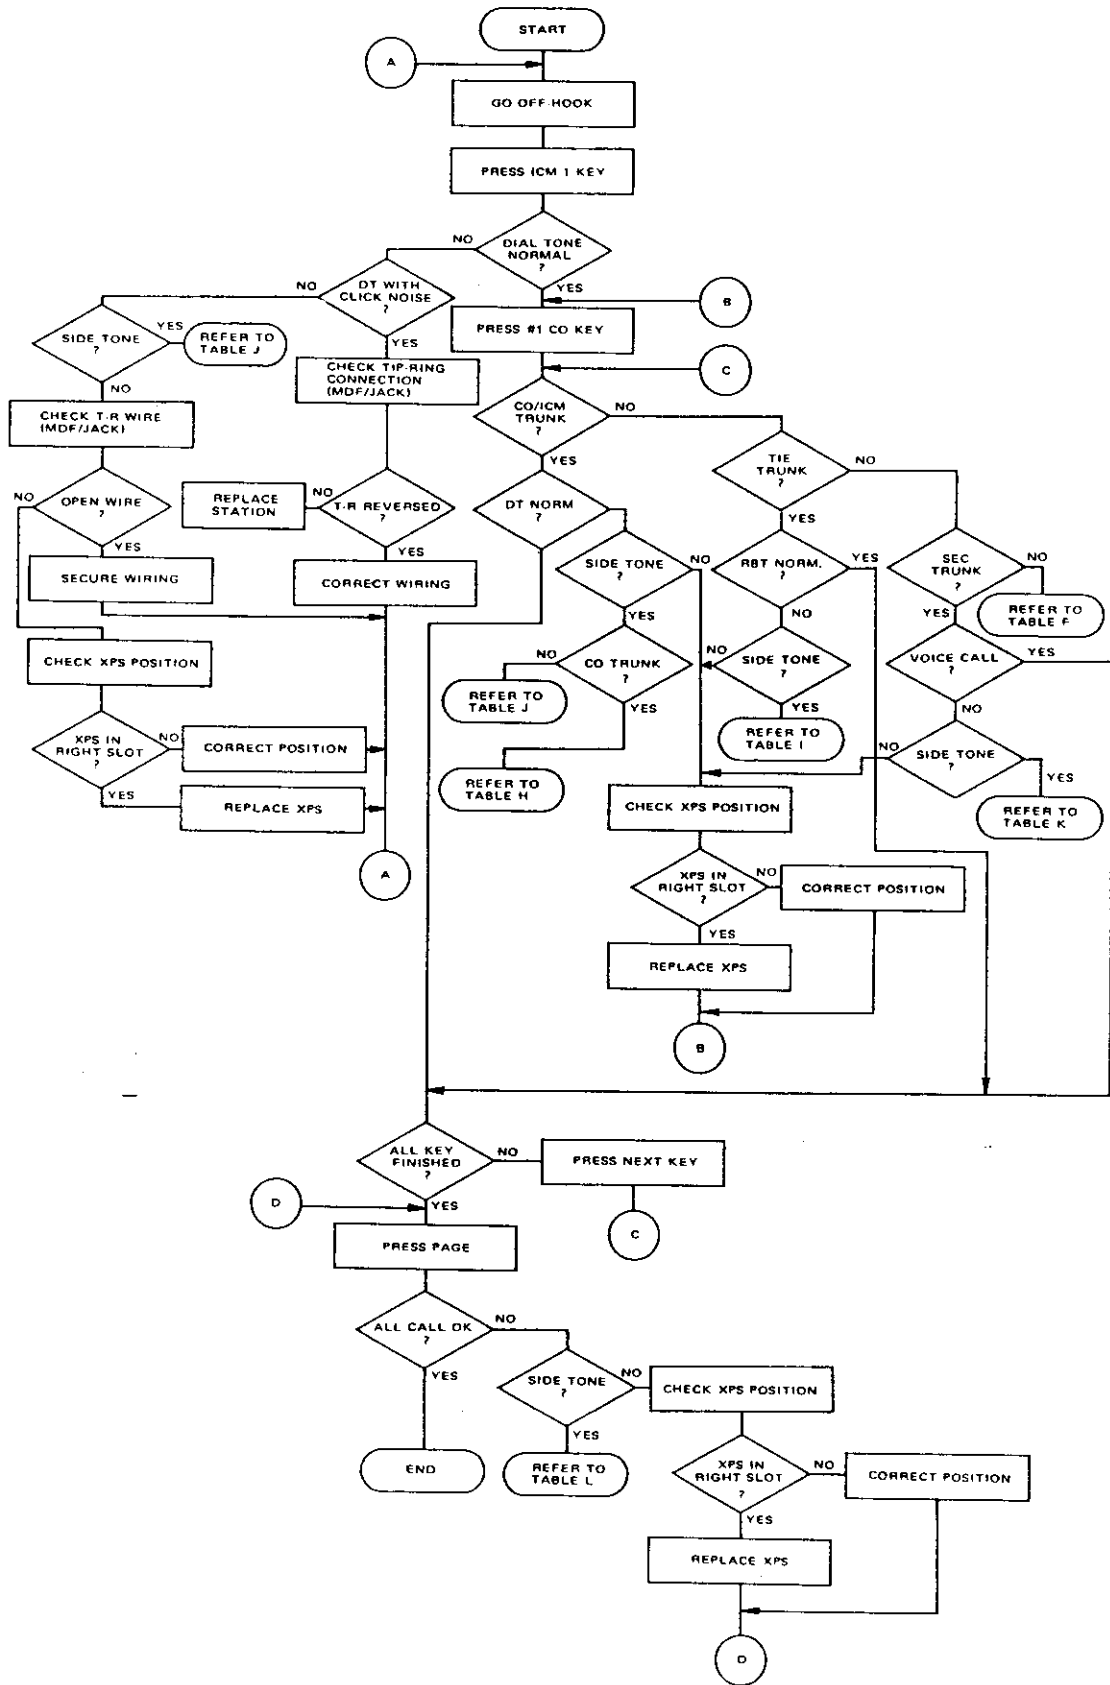 START
A
GO OFF-HOOK
PRESS ICM 1 KEY
NO
DIAL TONE
NORMAL
?
YES
NO
DT WITH
CLICK NOISE
?
YES
B
SIDE TONE
?
YES
REFER TO
TABLE J
PRESS #1 CO KEY
NO
CHECK TIP-RING
CONNECTION
(MDF/JACK)
C
CHECK T-R WIRE
(MDF/JACK)
CO/ICM
TRUNK
?
NO
YES
TIE
TRUNK
?
NO
YES
NO
OPEN WIRE
?
YES
REPLACE
STATION
NO
T-R REVERSED
?
YES
DT NORM
?
SIDE TONE
?
NO
YES
RBT NORM.
?
YES
NO
SEC
TRUNK
?
NO
YES
REFER TO
TABLE F
SECURE WIRING
CORRECT WIRING
CHECK XPS POSITION
NO
CO TRUNK
?
YES
REFER TO
TABLE J
NO
SIDE TONE
?
YES
REFER TO
TABLE I
VOICE CALL
?
YES
NO
XPS IN
RIGHT SLOT
?
NO
CORRECT POSITION
YES
REPLACE XPS
REFER TO
TABLE H
NO
SIDE TONE
?
YES
REFER TO
TABLE K
CHECK XPS POSITION
A
XPS IN
RIGHT SLOT
?
NO
CORRECT POSITION
YES
REPLACE XPS
B
ALL KEY
FINISHED
?
NO
PRESS NEXT KEY
YES
D
C
PRESS PAGE
ALL CALL OK
?
NO
YES
SIDE TONE
?
NO
CHECK XPS POSITION
YES
END
REFER TO
TABLE L
XPS IN
RIGHT SLOT
?
NO
CORRECT POSITION
YES
REPLACE XPS
D